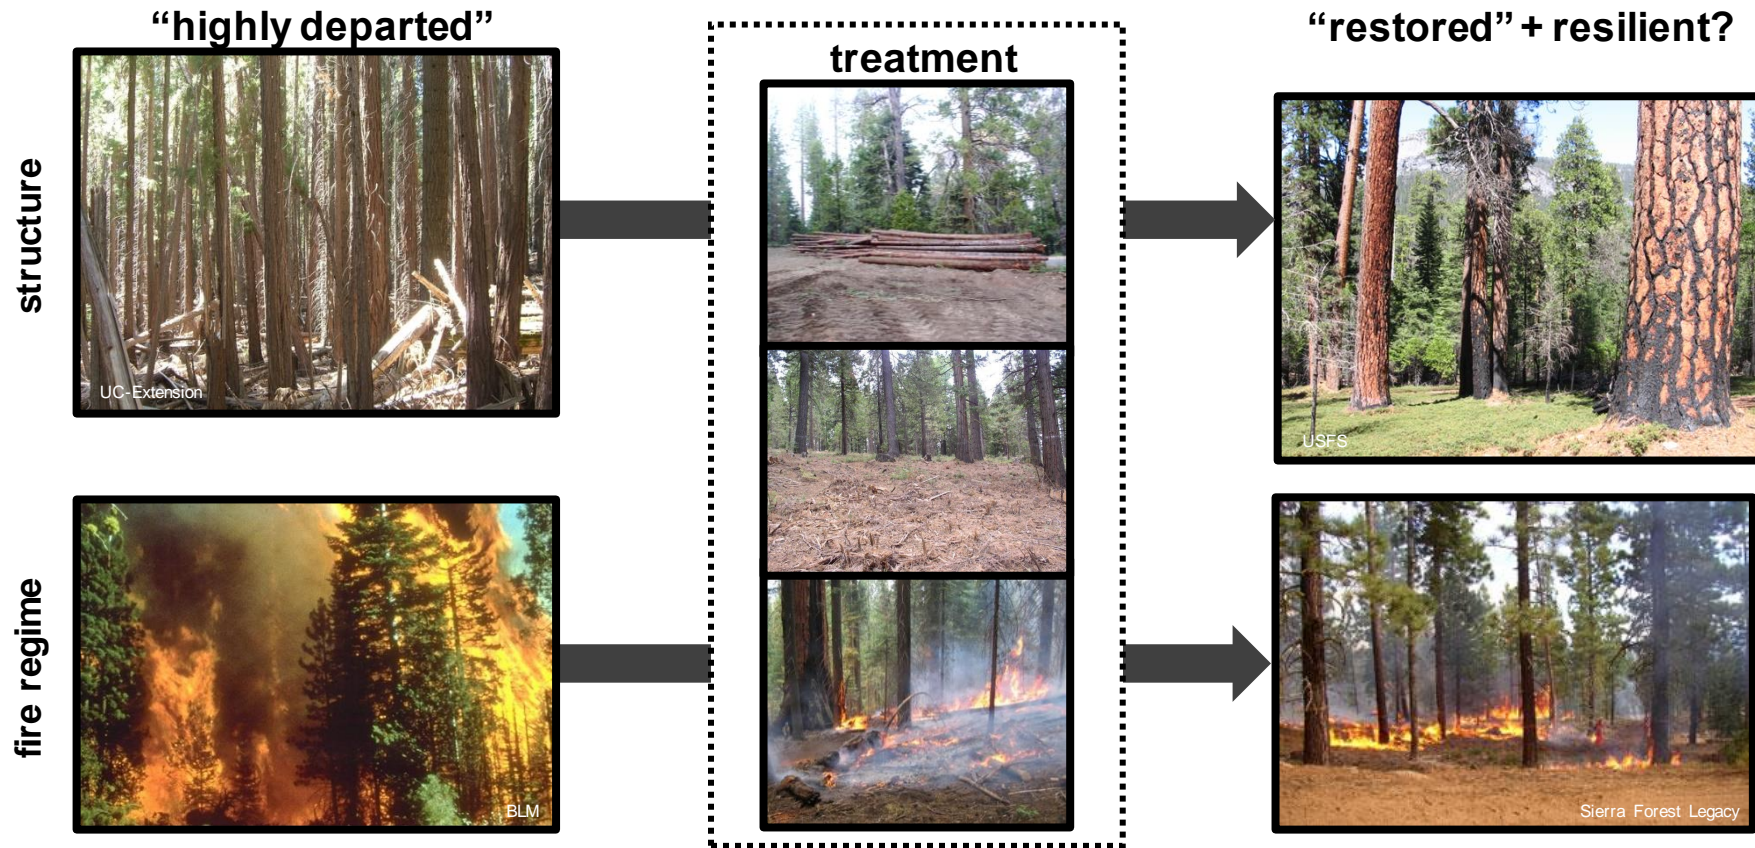 “highly departed”
treatment
“restored” + resilient?
structure
UC-Extension
USFS
fire regime
BLM
Sierra Forest Legacy